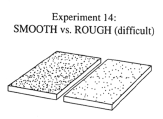 Experiment 14:
SMOOTH vs. ROUGH (difficult)